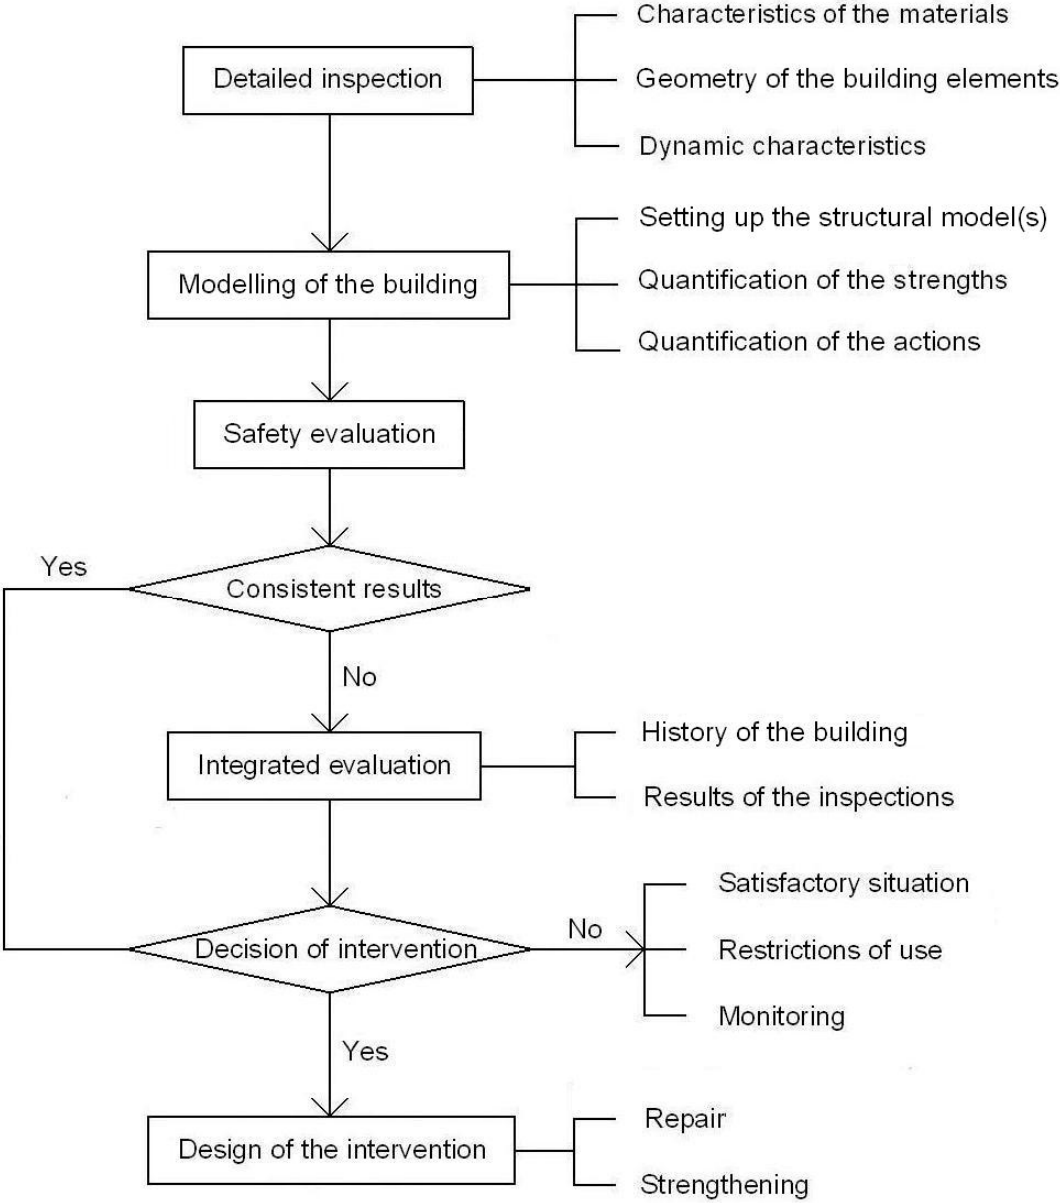 Characteristics of the materials
Detailed inspection
Geometry of the building elements
Dynamic characteristics
Setting up the structural model(s)
Modelling of the building
Quantification of the strengths
Quantification of the actions
Safety evaluation
Yes
Consistent results
No
History of the building
Integrated evaluation
Results of the inspections
Satisfactory situation
No
Decision of intervention
Restrictions of use
Monitoring
Yes
Repair
Design of the intervention
Strengthening